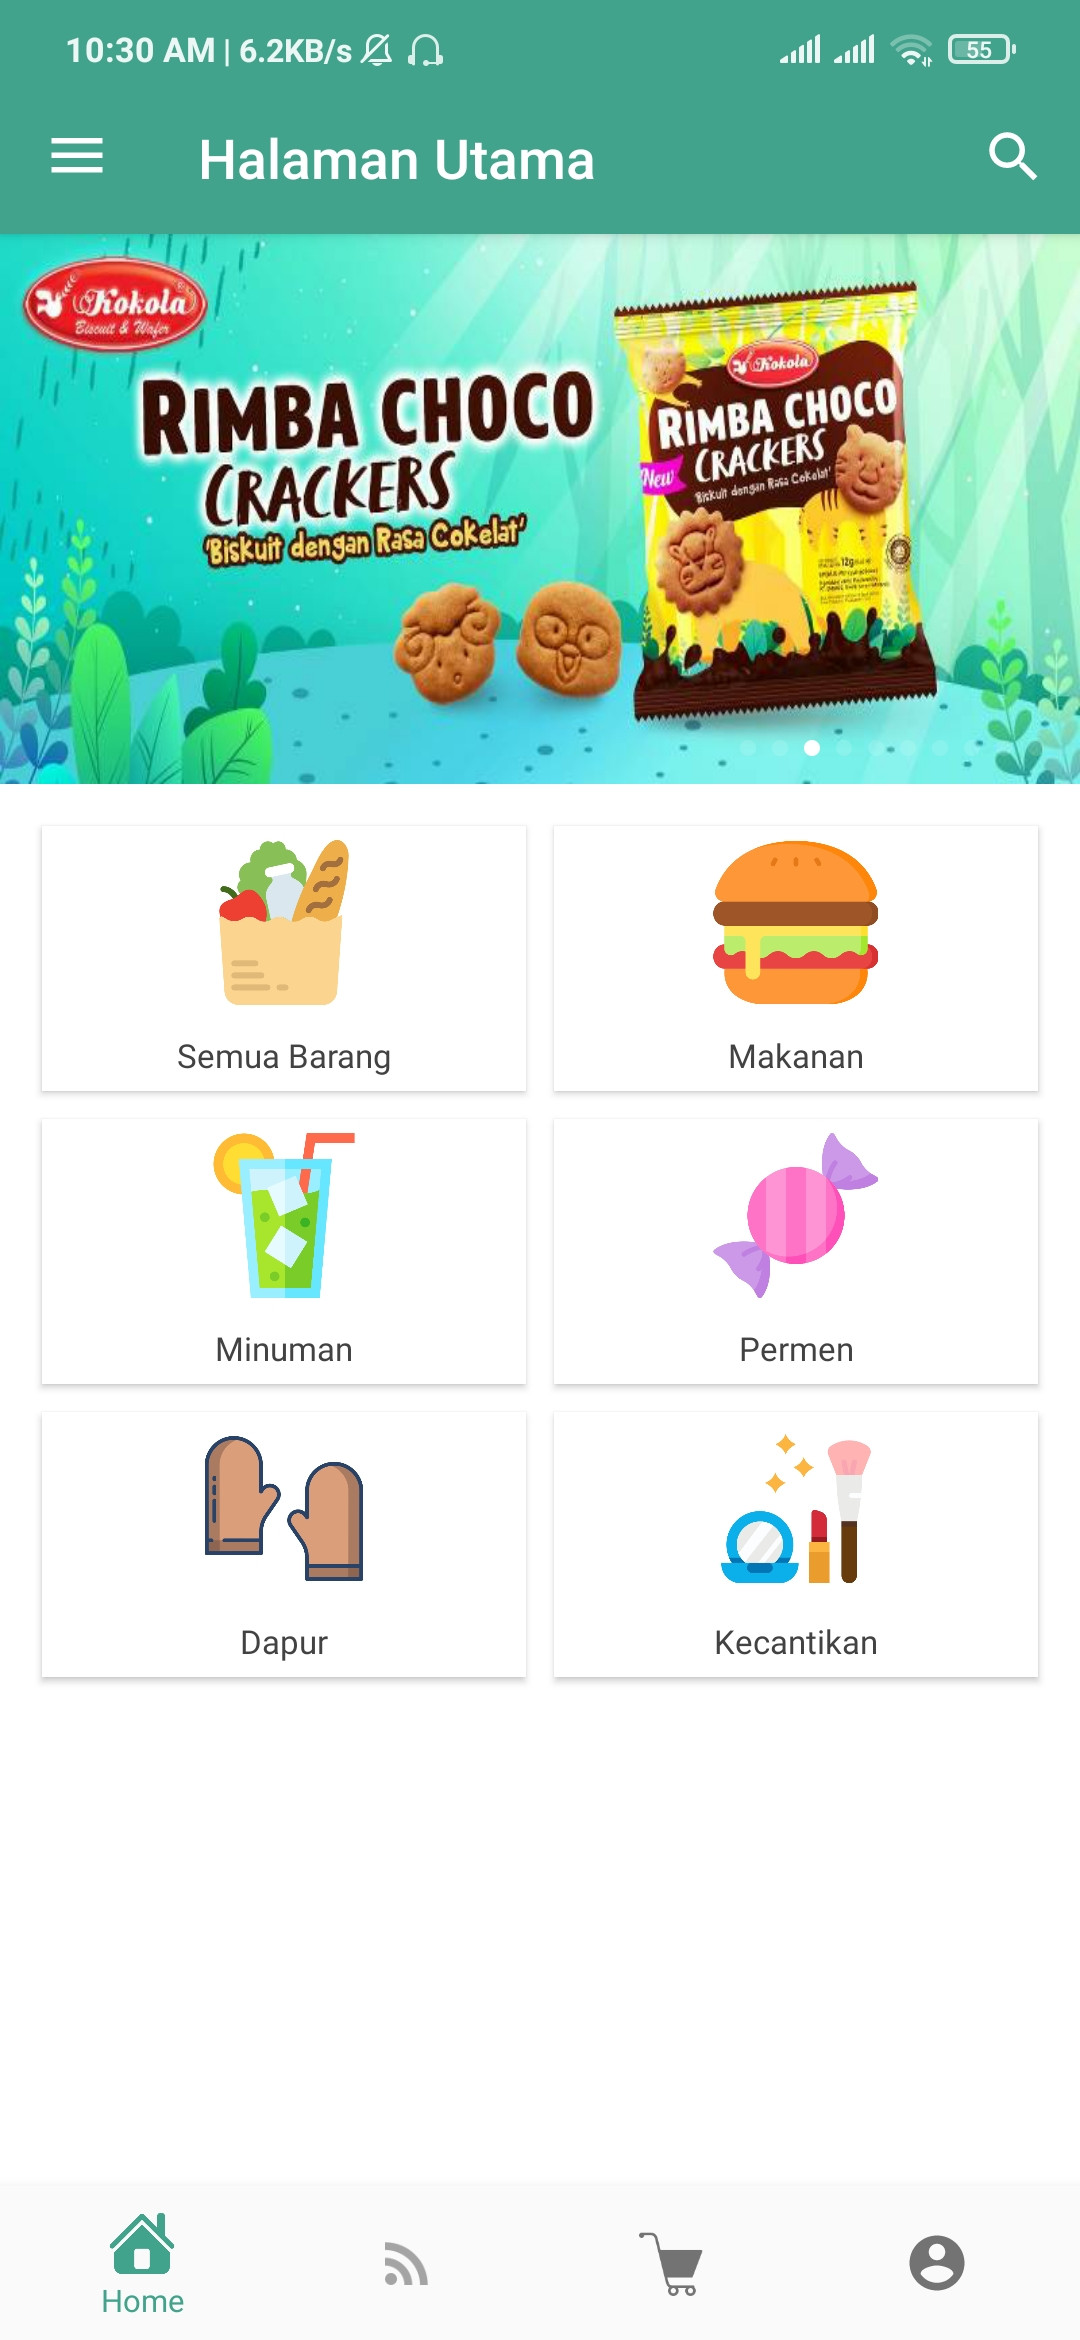 10:30 AM | 6.2KB/s
55
Halaman Utama
Kokola
Biscuit & Wafer
RIMBA CHOCO
CRACKERS
'Biskuit dengan Rasa Cokelat'
Kokola
RIMBA CHOCO
CRACKERS
New
'Biskuit dengan Rasa Cokelat'
12g
Semua Barang
Makanan
Minuman
Permen
Dapur
Kecantikan
Home